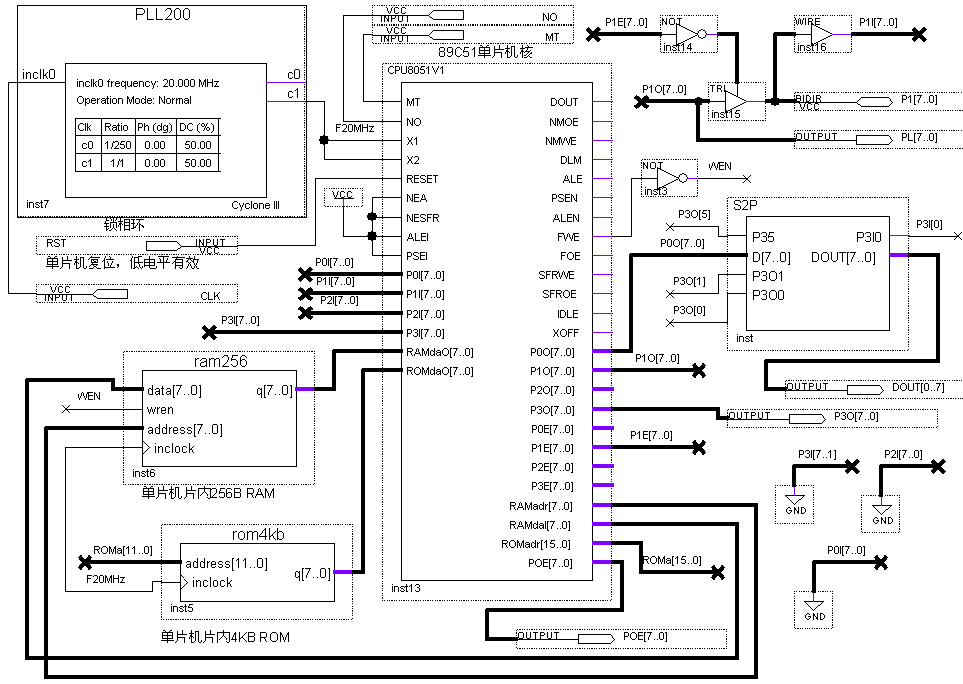 PLL200
inclk0
c0
c1
inclk0 frequency: 20.000 MHz
Operation Mode: Normal
Clk Ratio Ph (dg) DC (%)
c0 1/250 0.00 50.00
c1 1/1 0.00 50.00
inst7
Cyclone III
锁相环
VCC
INPUT
NO
VCC
INPUT
MT
89C51单片机核
CPU8051V1
F20MHz
VCC
RST
INPUT
VCC
单片机复位，低电平有效
VCC
INPUT
CLK
P0I[7..0]
P1I[7..0]
P2I[7..0]
P3I[7..0]
MT
NO
X1
X2
RESET
NEA
NESFR
ALEI
PSEI
P0I[7..0]
P1I[7..0]
P2I[7..0]
P3I[7..0]
RAMdaO[7..0]
ROMdaO[7..0]
DOUT
NMOE
NMWE
DLM
ALE
PSEN
ALEN
FWE
FOE
SFRWE
SFROE
IDLE
XOFF
P0O[7..0]
P1O[7..0]
P2O[7..0]
P3O[7..0]
P0E[7..0]
P1E[7..0]
P2E[7..0]
P3E[7..0]
RAMadr[7..0]
RAMdaI[7..0]
ROMadr[15..0]
POE[7..0]
inst13
P1E[7..0]
NOT
inst14
WIRE
inst16
P1I[7..0]
P1O[7..0]
TRI
inst15
BIDIR
VCC
P1[7..0]
OUTPUT
PL[7..0]
NOT
inst3
WEN
S2P
P3O[5]
P0O[7..0]
P3O[1]
P3O[0]
P35
D[7..0]
P3O1
P3O0
P3I0
DOUT[7..0]
P3I[0]
inst
P1O[7..0]
OUTPUT
DOUT[0..7]
OUTPUT
P3O[7..0]
P1E[7..0]
P3I[7..1]
GND
P2I[7..0]
GND
P0I[7..0]
GND
ROMa[15..0]
OUTPUT
POE[7..0]
ram256
WEN
data[7..0]
wren
address[7..0]
inclock
q[7..0]
inst6
单片机片内256B RAM
rom4kb
ROMa[11..0]
F20MHz
address[11..0]
inclock
q[7..0]
inst5
单片机片内4KB ROM